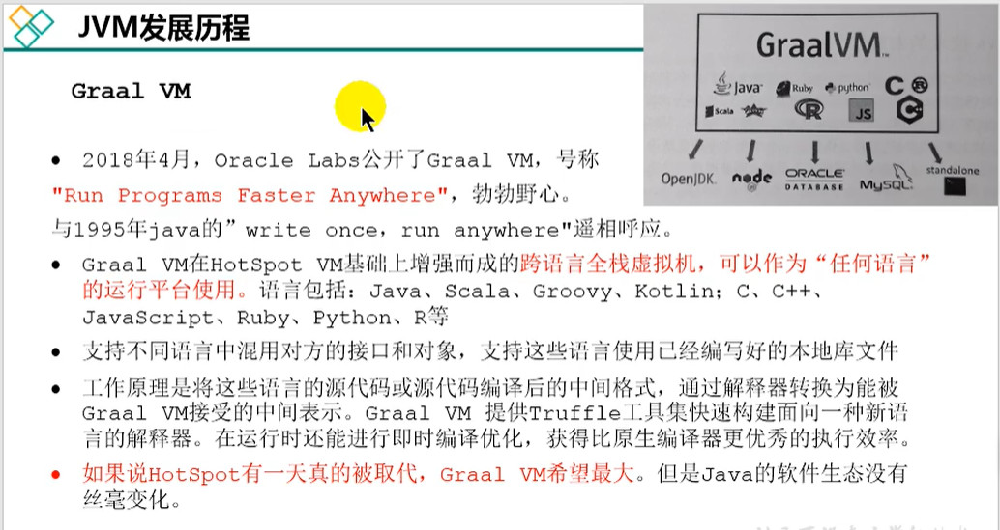 JVM发展历程
GraalVM™
Java
Ruby
python
C
Scala
R
JS
C++
OpenJDK
node
ORACLE
DATABASE
MySQL
standalone
Graal VM
2018年4月，Oracle Labs公开了Graal VM，号称
"Run Programs Faster Anywhere"，勃勃野心。
与1995年java的”write once，run anywhere"遥相呼应。
Graal VM在HotSpot VM基础上增强而成的跨语言全栈虚拟机，可以作为“任何语言”
的运行平台使用。语言包括：Java、Scala、Groovy、Kotlin；C、C++、
JavaScript、Ruby、Python、R等
支持不同语言中混用对方的接口和对象，支持这些语言使用已经编写好的本地库文件
工作原理是将这些语言的源代码或源代码编译后的中间格式，通过解释器转换为能被
Graal VM接受的中间表示。Graal VM 提供Truffle工具集快速构建面向一种新语
言的解释器。在运行时还能进行即时编译优化，获得比原生编译器更优秀的执行效率。
如果说HotSpot有一天真的被取代，Graal VM希望最大。但是Java的软件生态没有
丝毫变化。